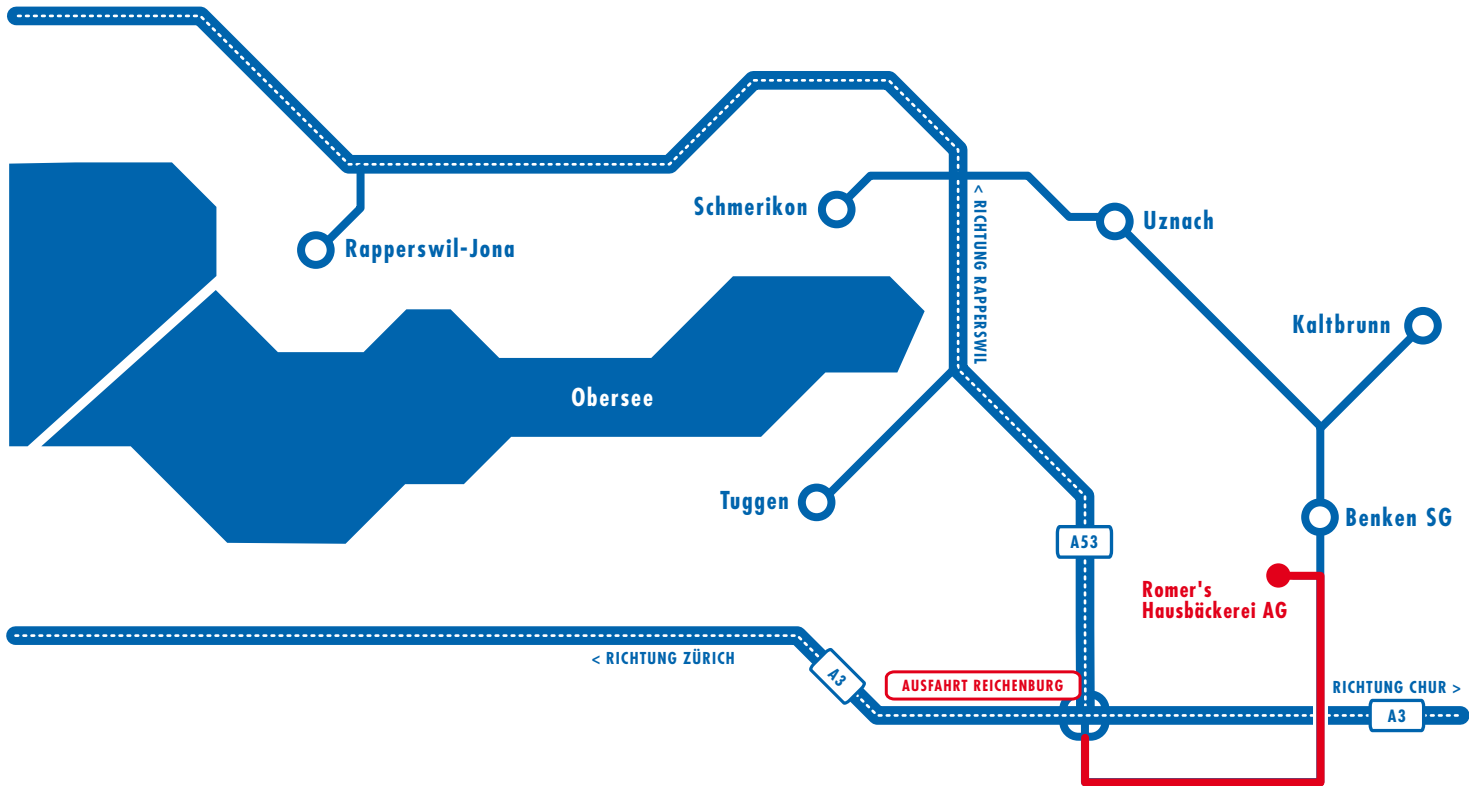 Schmerikon
Uznach
Rapperswil-Jona
< RICHTUNG RAPPERSWIL
Kaltbrunn
Obersee
Tuggen
Benken SG
A53
Romer's
Hausbäckerei AG
< RICHTUNG ZÜRICH
A3
AUSFAHRT REICHENBURG
RICHTUNG CHUR >
A3